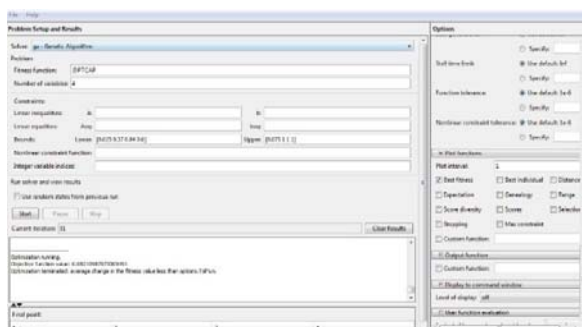 File Help
Problem Setup and Results
Solver: ga - Genetic Algorithm
Problem
Fitness function:
Number of variables: 4
Constraints:
Linear inequalities: A: b:
Linear equalities: Aeq: beq:
Bounds: Lower: Upper:
Nonlinear constraint function:
Integer variable indices:
Run solver and view results
Use random states from previous run
Start Pause Stop
Current iteration: 51 Clear Results
Optimization running.
Objective function value:
Optimization terminated: average change in the fitness value less than options.TolFun.
Final point:
Options
Specify:
Stall time limit: Use default: Inf
Specify:
Function tolerance: Use default: 1e-6
Specify:
Nonlinear constraint tolerance: Use default: 1e-6
Specify:
Plot functions
Plot interval: 1
Best fitness Best individual Distance
Expectation Genealogy Range
Score diversity Scores Selection
Stopping Max constraint
Custom function:
Output function
Custom function:
Display to command window
Level of display: off
User function evaluation